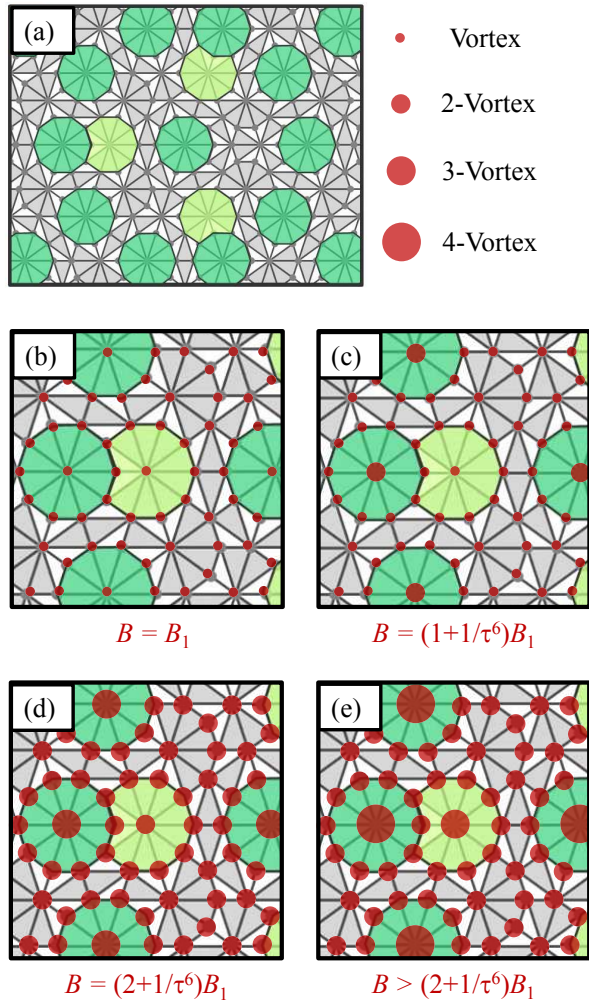 (a)
Vortex
2-Vortex
3-Vortex
4-Vortex
(b) (c)
B = B₁ B = (1+1/τ⁶)B₁
(d) (e)
B = (2+1/τ⁶)B₁ B > (2+1/τ⁶)B₁